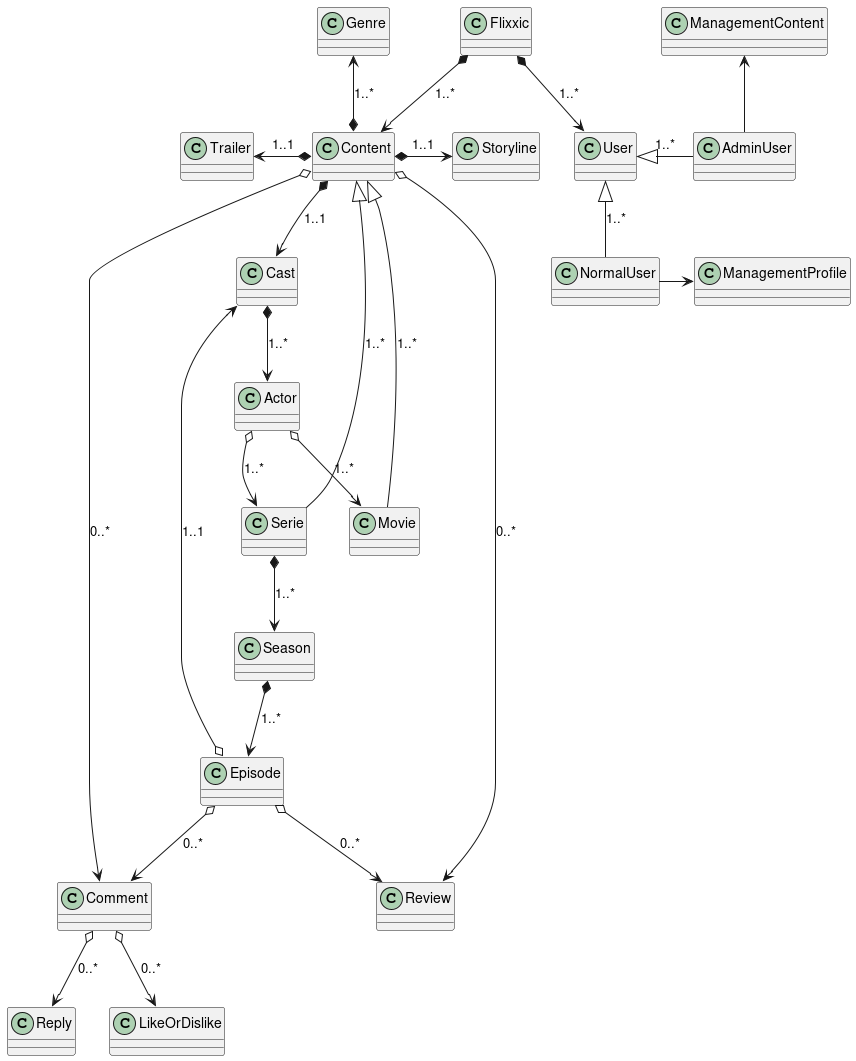 C Genre
C Flixxic
C ManagementContent
1..*
1..*
1..*
C Trailer
1..1
C Content
1..1
C Storyline
C User
1..*
C AdminUser
1..1
1..*
C Cast
C NormalUser
C ManagementProfile
1..*
1..*
1..*
C Actor
1..*
1..*
C Serie
C Movie
0..*
1..1
0..*
1..*
C Season
1..*
C Episode
0..*
0..*
C Comment
C Review
0..*
0..*
C Reply
C LikeOrDislike